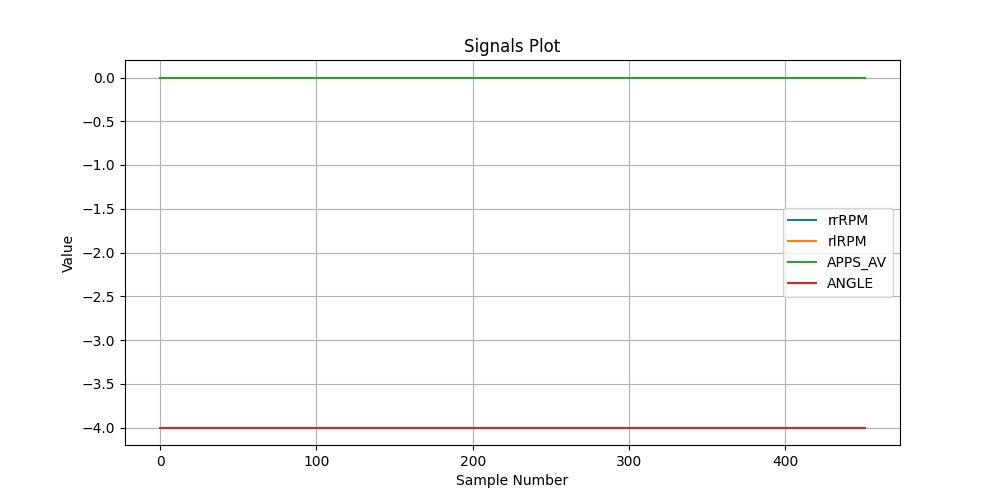 Signals Plot
Value
0.0
−0.5
−1.0
−1.5
−2.0
−2.5
−3.0
−3.5
−4.0
rrRPM
rlRPM
APPS_AV
ANGLE
0 100 200 300 400
Sample Number